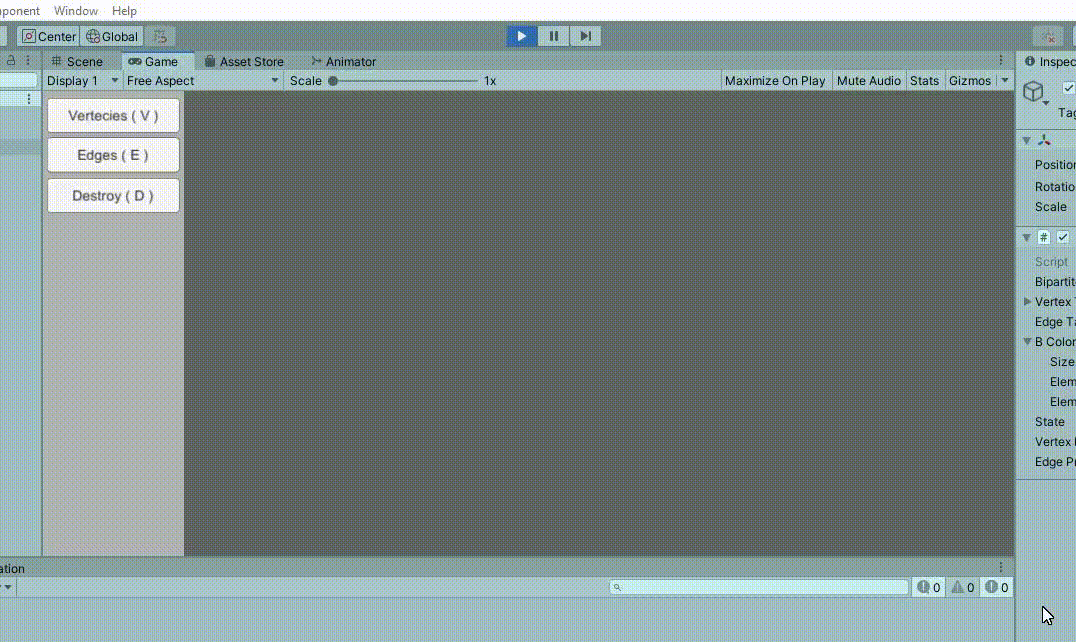 ponent Window Help
Center Global
Scene Game Asset Store Animator
Inspec
Display 1 Free Aspect Scale 1x Maximize On Play Mute Audio Stats Gizmos
Vertecies ( V )
Edges ( E )
Destroy ( D )
Tag
Position
Rotatio
Scale
#
Script
Bipartit
Vertex T
Edge Ta
B Color
Size
Elem
Elem
State
Vertex
Edge Pr
ation
0 0 0